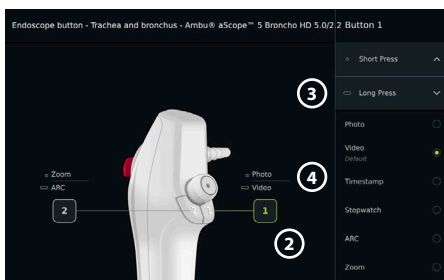 Endoscope button - Trachea and bronchus - Ambu® aScope™ 5 Broncho HD 5.0/2.2
Button 1
Short Press
3
Long Press
Photo
Video
Default
Zoom
ARC
Photo
Video
4
Timestamp
2
1
Stopwatch
2
ARC
Zoom